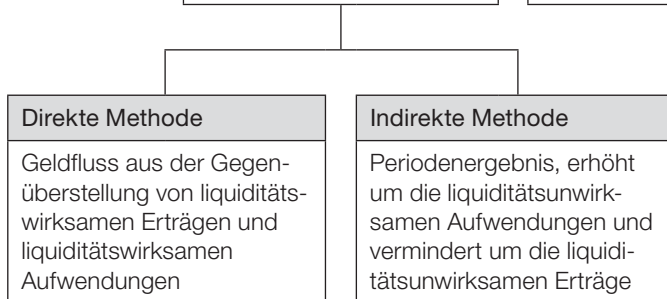 Direkte Methode
Geldfluss aus der Gegen-
überstellung von liquiditäts-
wirksamen Erträgen und
liquiditätswirksamen
Aufwendungen
Indirekte Methode
Periodenergebnis, erhöht
um die liquiditätsunwirk-
samen Aufwendungen und
vermindert um die liquidi-
tätsunwirksamen Erträge